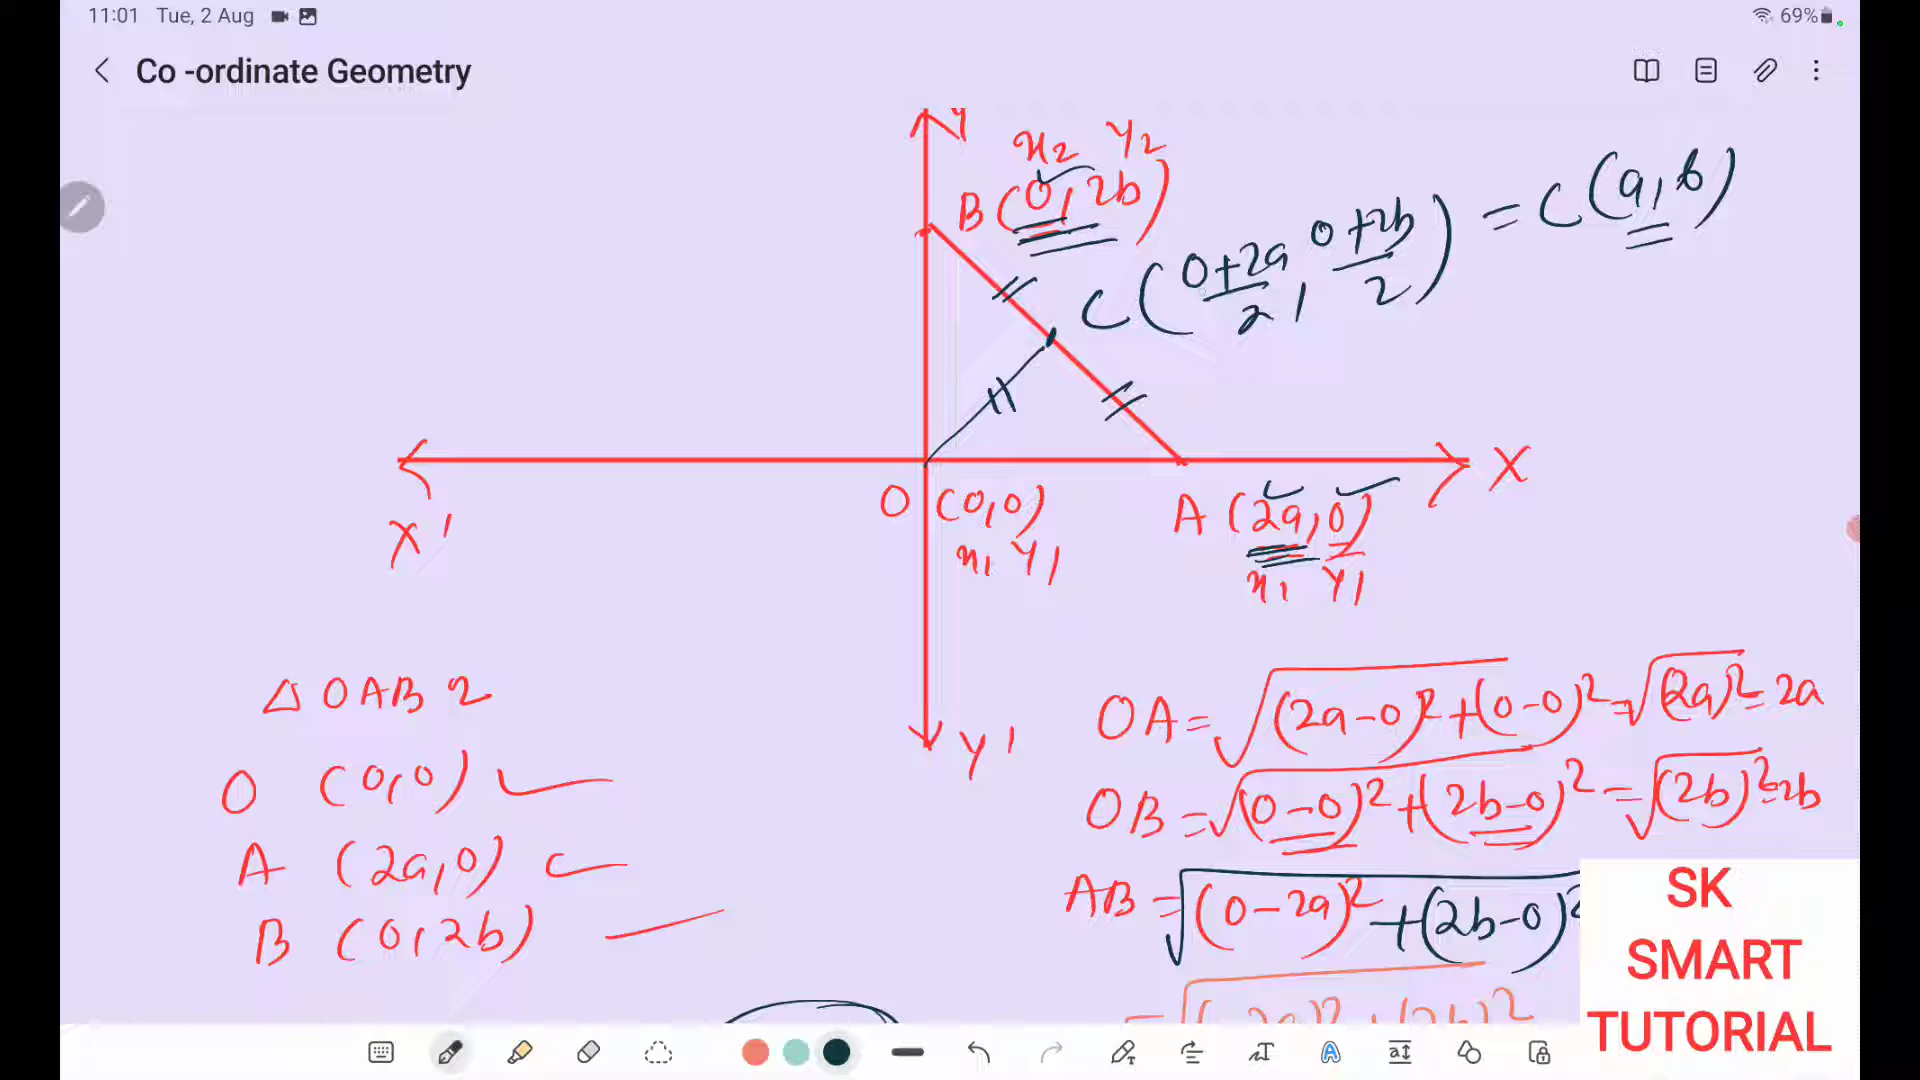 11:01 Tue, 2 Aug
69%
Co -ordinate Geometry
Y
x2 Y2
B (0, 2b)
C (0+2a/2, 0+2b/2) = C (a, b)
X
O (0,0)
x1 Y1
A (2a, 0)
x1 Y1
X'
Y'
△ OAB 2
O (0,0)
A (2a,0)
B (0,2b)
OA = √(2a-0)² + (0-0)² = √(2a)² = 2a
OB = √(0-0)² + (2b-0)² = √(2b)² = 2b
AB = √(0-2a)² + (2b-0)²
SK
SMART
TUTORIAL